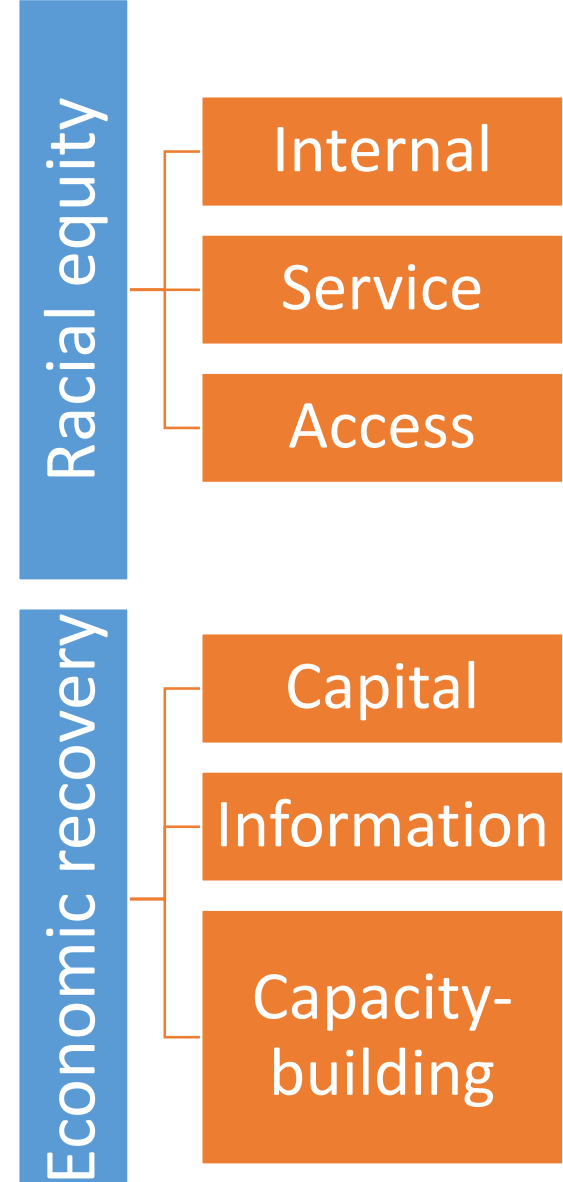 Racial equity
Internal
Service
Access
Economic recovery
Capital
Information
Capacity-
building